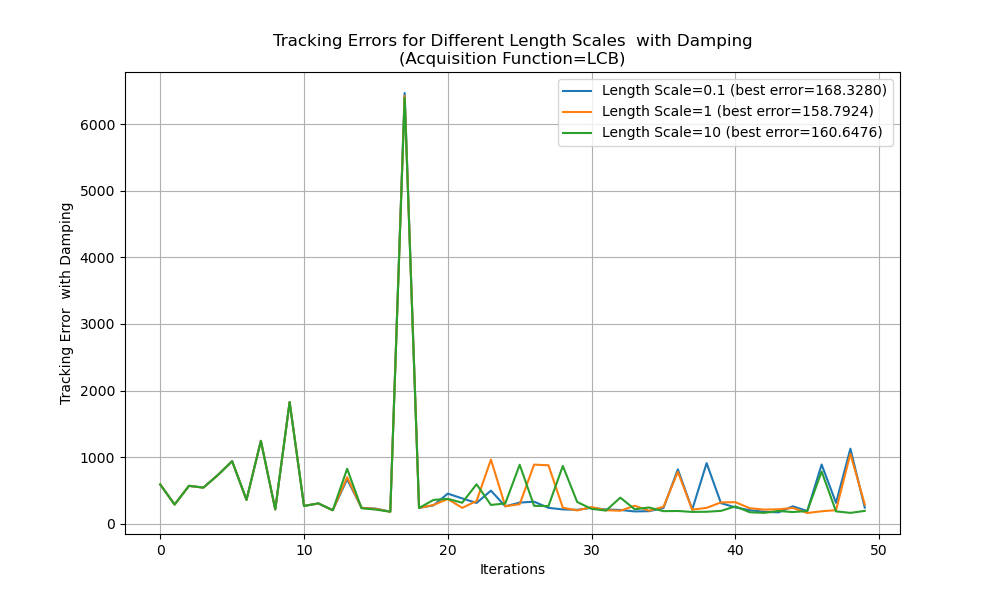 Tracking Errors for Different Length Scales  with Damping
(Acquisition Function=LCB)
Length Scale=0.1 (best error=168.3280)
Length Scale=1 (best error=158.7924)
Length Scale=10 (best error=160.6476)
Tracking Error  with Damping
6000
5000
4000
3000
2000
1000
0
0 10 20 30 40 50
Iterations